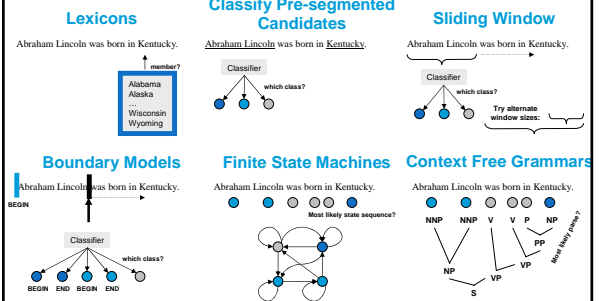 Lexicons
Abraham Lincoln was born in Kentucky.
member?
Alabama
Alaska
…
Wisconsin
Wyoming
Classify Pre-segmented
Candidates
Abraham Lincoln was born in Kentucky.
Classifier
which class?
Sliding Window
Abraham Lincoln was born in Kentucky.
Classifier
which class?
Try alternate
window sizes:
Boundary Models
Abraham Lincoln was born in Kentucky.
BEGIN
Classifier
which class?
BEGIN END BEGIN END
Finite State Machines
Abraham Lincoln was born in Kentucky.
Most likely state sequence?
Context Free Grammars
Abraham Lincoln was born in Kentucky.
NNP NNP V V P NP
Most likely parse?
PP
VP
NP
VP
S